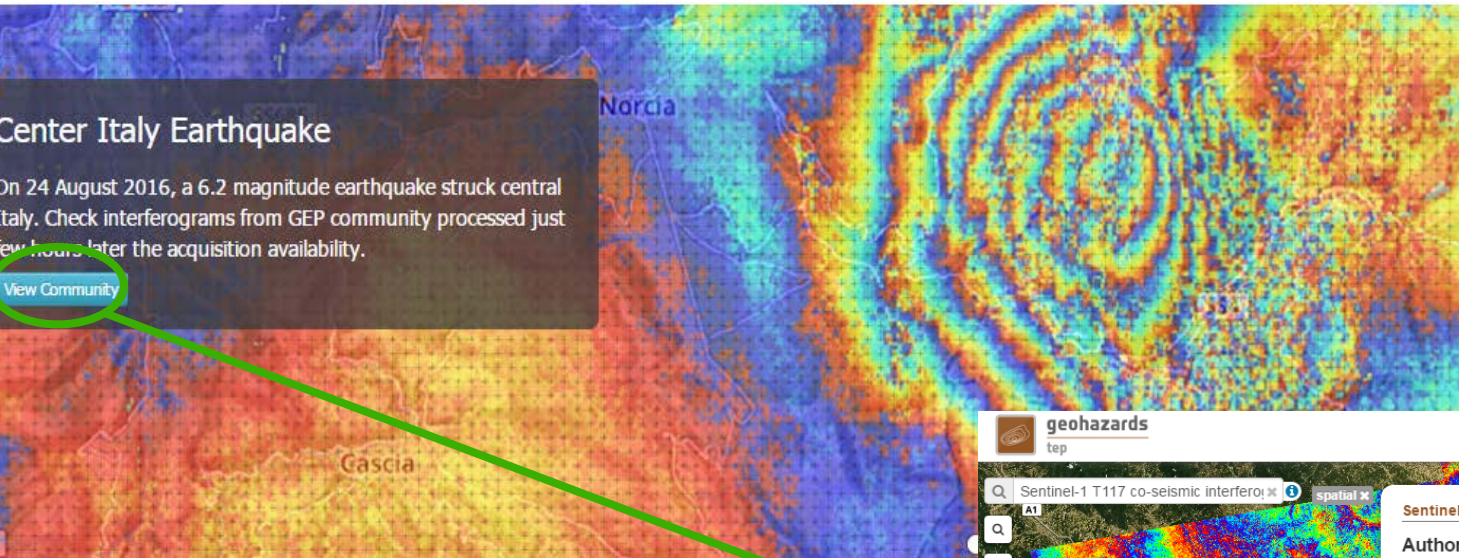 Norcia
Center Italy Earthquake
On 24 August 2016, a 6.2 magnitude earthquake struck central
Italy. Check interferograms from GEP community processed just
few hours later the acquisition availability.
View Community
Cascia
geohazards
tep
Sentinel-1 T117 co-seismic interfero
spatial
A1